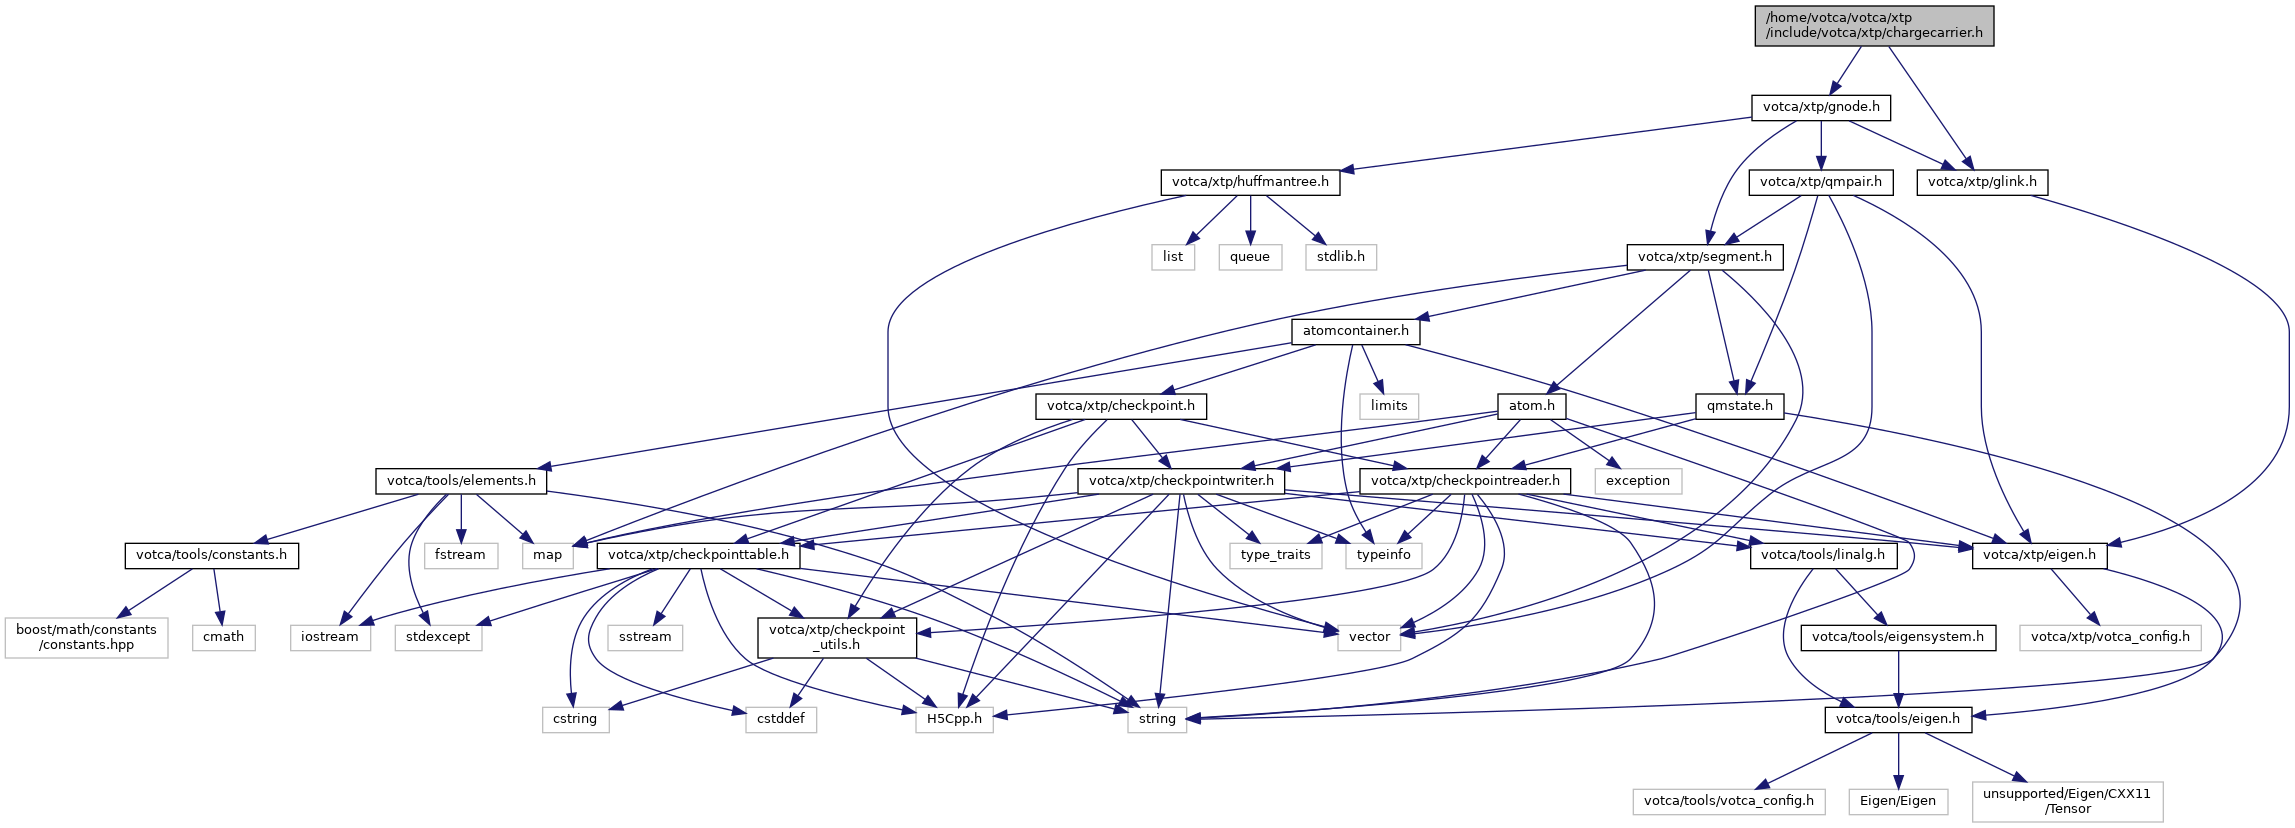 /home/votca/votca/xtp
/include/votca/xtp/chargecarrier.h
votca/xtp/gnode.h
votca/xtp/huffmantree.h
votca/xtp/qmpair.h
votca/xtp/glink.h
list
queue
stdlib.h
votca/xtp/segment.h
atomcontainer.h
votca/xtp/checkpoint.h
limits
atom.h
qmstate.h
votca/tools/elements.h
votca/xtp/checkpointwriter.h
votca/xtp/checkpointreader.h
exception
votca/tools/constants.h
fstream
map
votca/xtp/checkpointtable.h
type_traits
typeinfo
votca/tools/linalg.h
votca/xtp/eigen.h
boost/math/constants
/constants.hpp
cmath
iostream
stdexcept
sstream
votca/xtp/checkpoint
_utils.h
vector
votca/tools/eigensystem.h
votca/xtp/votca_config.h
cstring
cstddef
H5Cpp.h
string
votca/tools/eigen.h
votca/tools/votca_config.h
Eigen/Eigen
unsupported/Eigen/CXX11
/Tensor